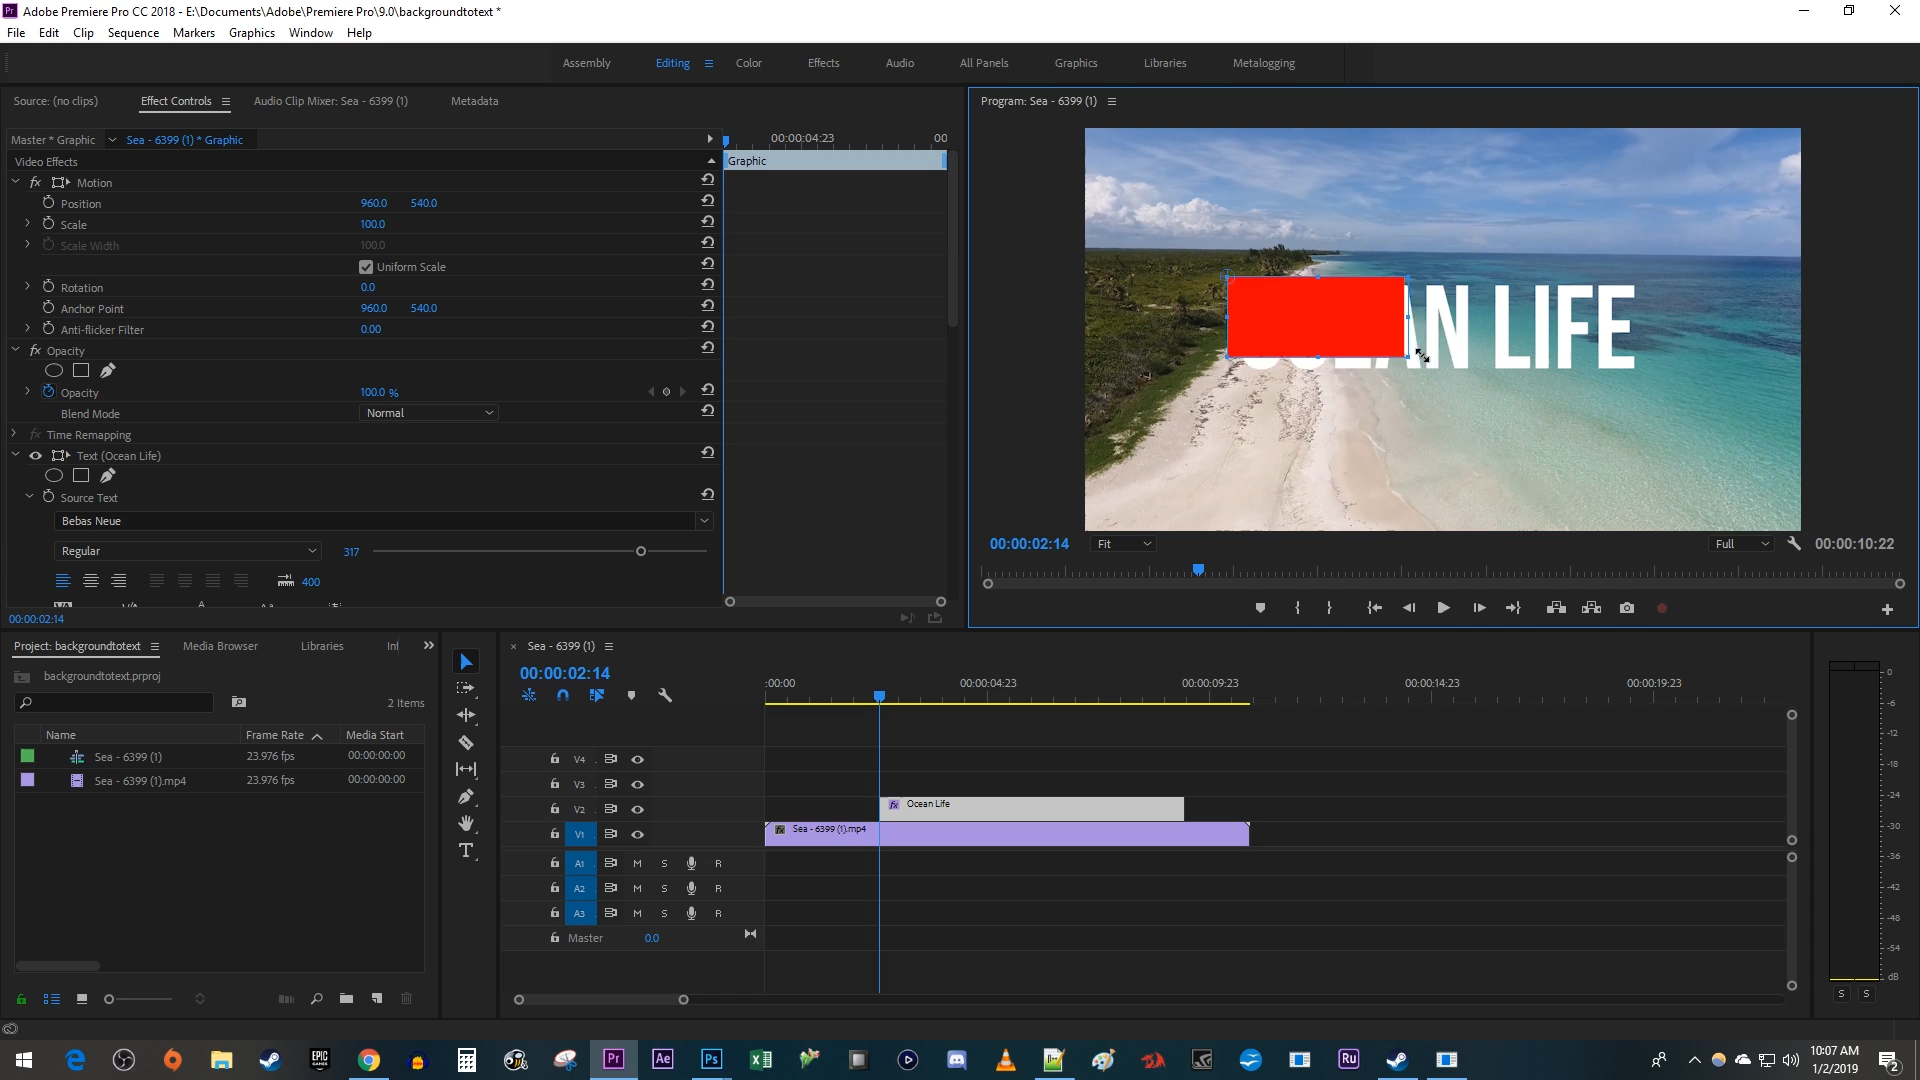 Adobe Premiere Pro CC 2018 - E:\Documents\Adobe\Premiere Pro\9.0\backgroundtotext *
File Edit Clip Sequence Markers Graphics Window Help
Assembly Editing Color Effects Audio All Panels Graphics Libraries Metalogging
Source: (no clips) Effect Controls Audio Clip Mixer: Sea - 6399 (1) Metadata
Program: Sea - 6399 (1)
Master * Graphic Sea - 6399 (1) * Graphic 00:00:04:23 00
Video Effects Graphic
fx Motion
Position 960.0 540.0
Scale 100.0
Scale Width 100.0
Uniform Scale
Rotation 0.0
Anchor Point 960.0 540.0
Anti-flicker Filter 0.00
fx Opacity
Opacity 100.0 %
Blend Mode Normal
fx Time Remapping
Text (Ocean Life)
Source Text
Bebas Neue
Regular 317
400
00:00:02:14
OCEAN LIFE
00:00:02:14 Fit Full 00:00:10:22
Project: backgroundtotext Media Browser Libraries
backgroundtotext.prproj
2 Items
Name Frame Rate Media Start
Sea - 6399 (1) 23.976 fps 00:00:00:00
Sea - 6399 (1).mp4 23.976 fps 00:00:00:00
× Sea - 6399 (1)
00:00:02:14
:00:00 00:00:04:23 00:00:09:23 00:00:14:23 00:00:19:23
V4
V3
V2 fx Ocean Life
V1 fx Sea - 6399 (1).mp4
A1 M S R
A2 M S R
A3 M S R
Master 0.0
0
-6
-12
-18
-24
-30
-36
-42
-48
-54
dB
S S
EPIC GAMES Pr Ae Ps Ru
10:07 AM
1/2/2019
2